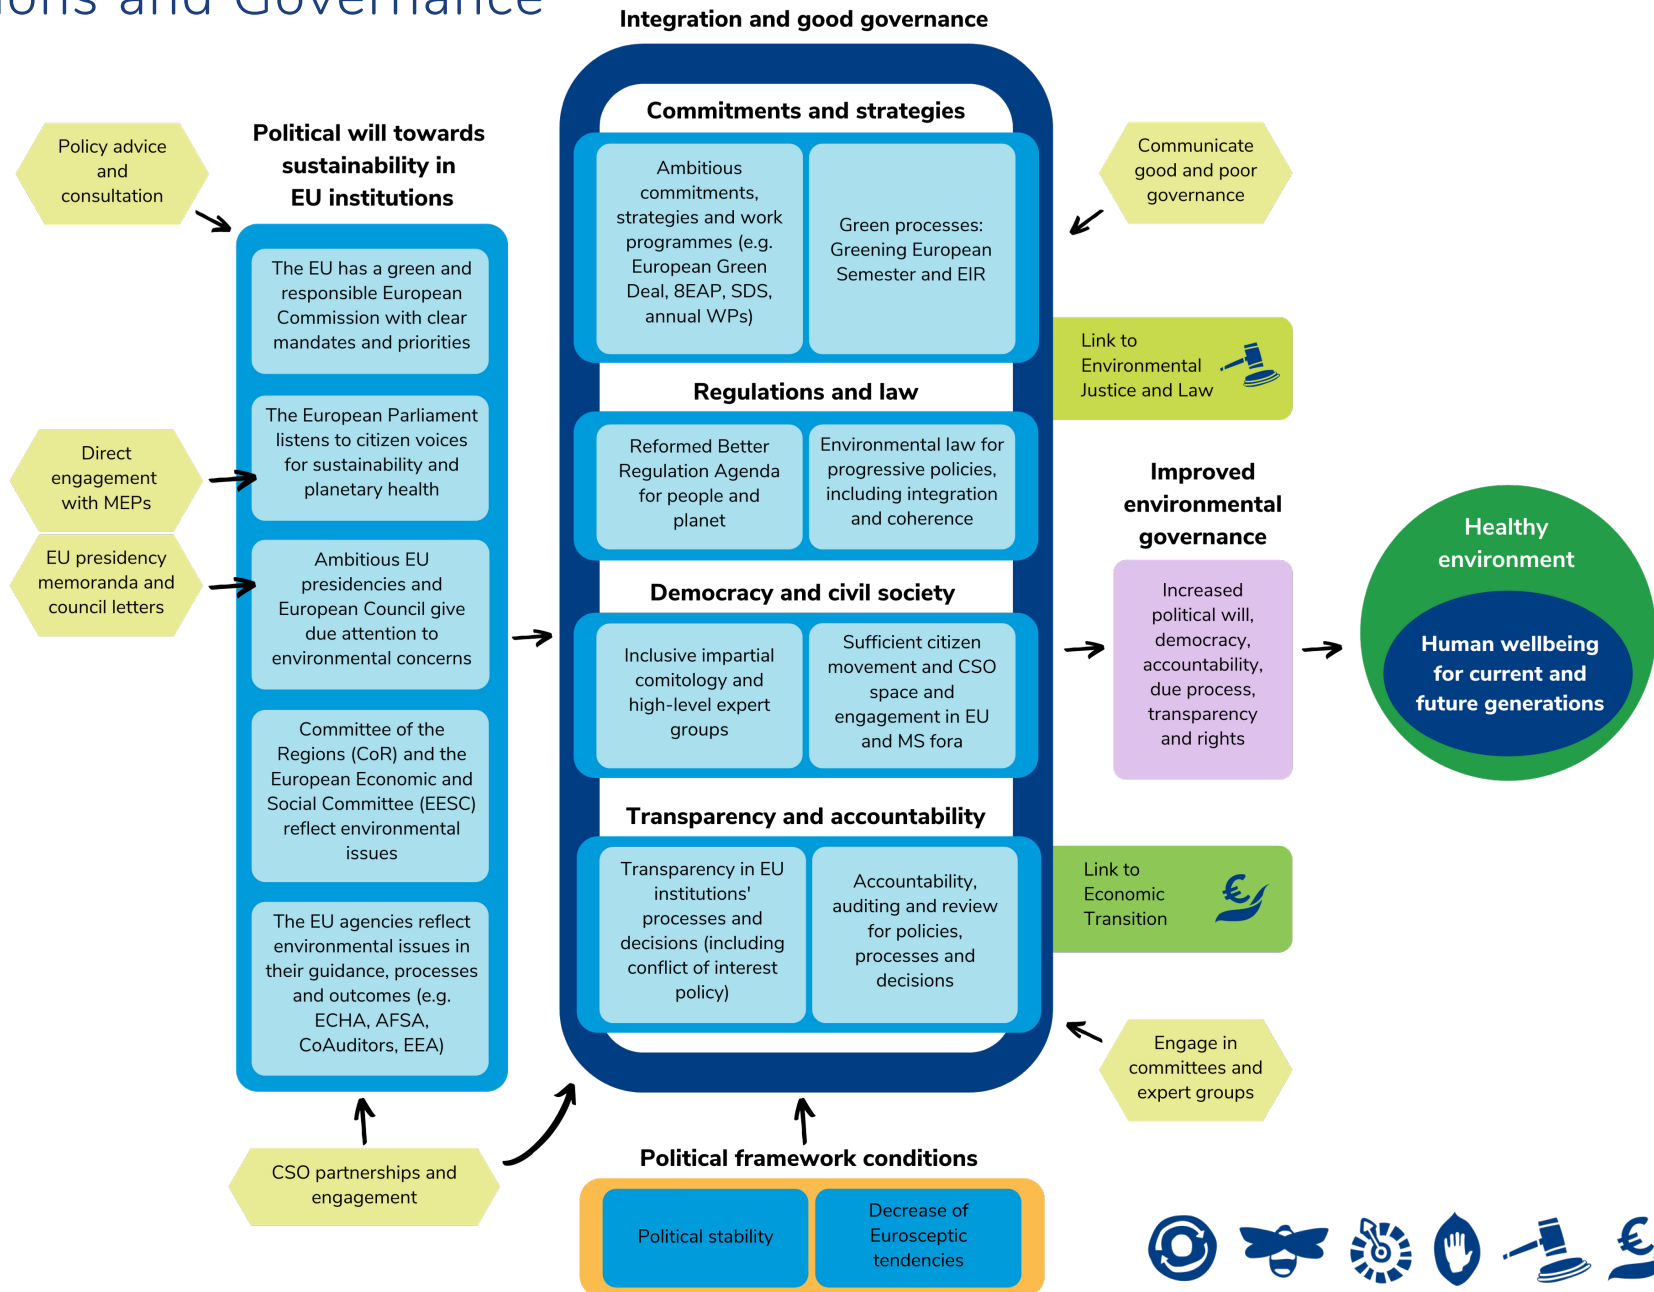 ions and Governance
Integration and good governance
Policy advice
and
consultation
Political will towards
sustainability in
EU institutions
The EU has a green and
responsible European
Commission with clear
mandates and priorities
Direct
engagement
with MEPs
The European Parliament
listens to citizen voices
for sustainability and
planetary health
EU presidency
memoranda and
council letters
Ambitious EU
presidencies and
European Council give
due attention to
environmental concerns
Committee of the
Regions (CoR) and the
European Economic and
Social Committee (EESC)
reflect environmental
issues
The EU agencies reflect
environmental issues in
their guidance, processes
and outcomes (e.g.
ECHA, AFSA,
CoAuditors, EEA)
CSO partnerships and
engagement
Commitments and strategies
Ambitious
commitments,
strategies and work
programmes (e.g.
European Green
Deal, 8EAP, SDS,
annual WPs)
Green processes:
Greening European
Semester and EIR
Regulations and law
Reformed Better
Regulation Agenda
for people and
planet
Environmental law for
progressive policies,
including integration
and coherence
Democracy and civil society
Inclusive impartial
comitology and
high-level expert
groups
Sufficient citizen
movement and CSO
space and
engagement in EU
and MS fora
Transparency and accountability
Transparency in EU
institutions'
processes and
decisions (including
conflict of interest
policy)
Accountability,
auditing and review
for policies,
processes and
decisions
Political framework conditions
Political stability
Decrease of
Eurosceptic
tendencies
Communicate
good and poor
governance
Link to
Environmental
Justice and Law
Improved
environmental
governance
Increased
political will,
democracy,
accountability,
due process,
transparency
and rights
Link to
Economic
Transition
Engage in
committees and
expert groups
Healthy
environment
Human wellbeing
for current and
future generations